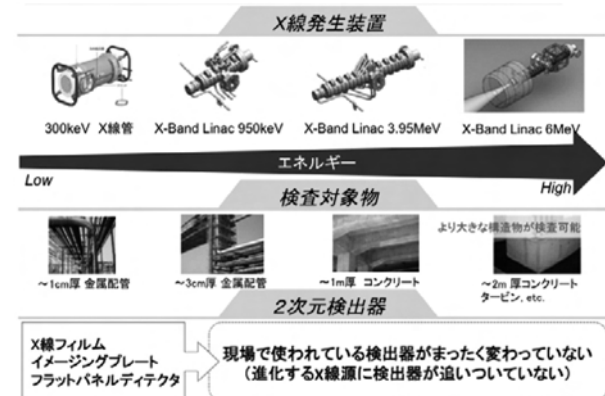 X線発生装置
300keV X線管 X-Band Linac 950keV X-Band Linac 3.95MeV X-Band Linac 6MeV
エネルギー
Low
High
検査対象物
より大きな構造物が検査可能
～1cm厚 金属配管 ～3cm厚 金属配管 ～1m厚 コンクリート ～2m 厚コンクリート
タービン, etc.
2次元検出器
X線フィルム
イメージングプレート
フラットパネルディテクタ
現場で使われている検出器がまったく変わっていない
(進化するX線源に検出器が追いついていない)